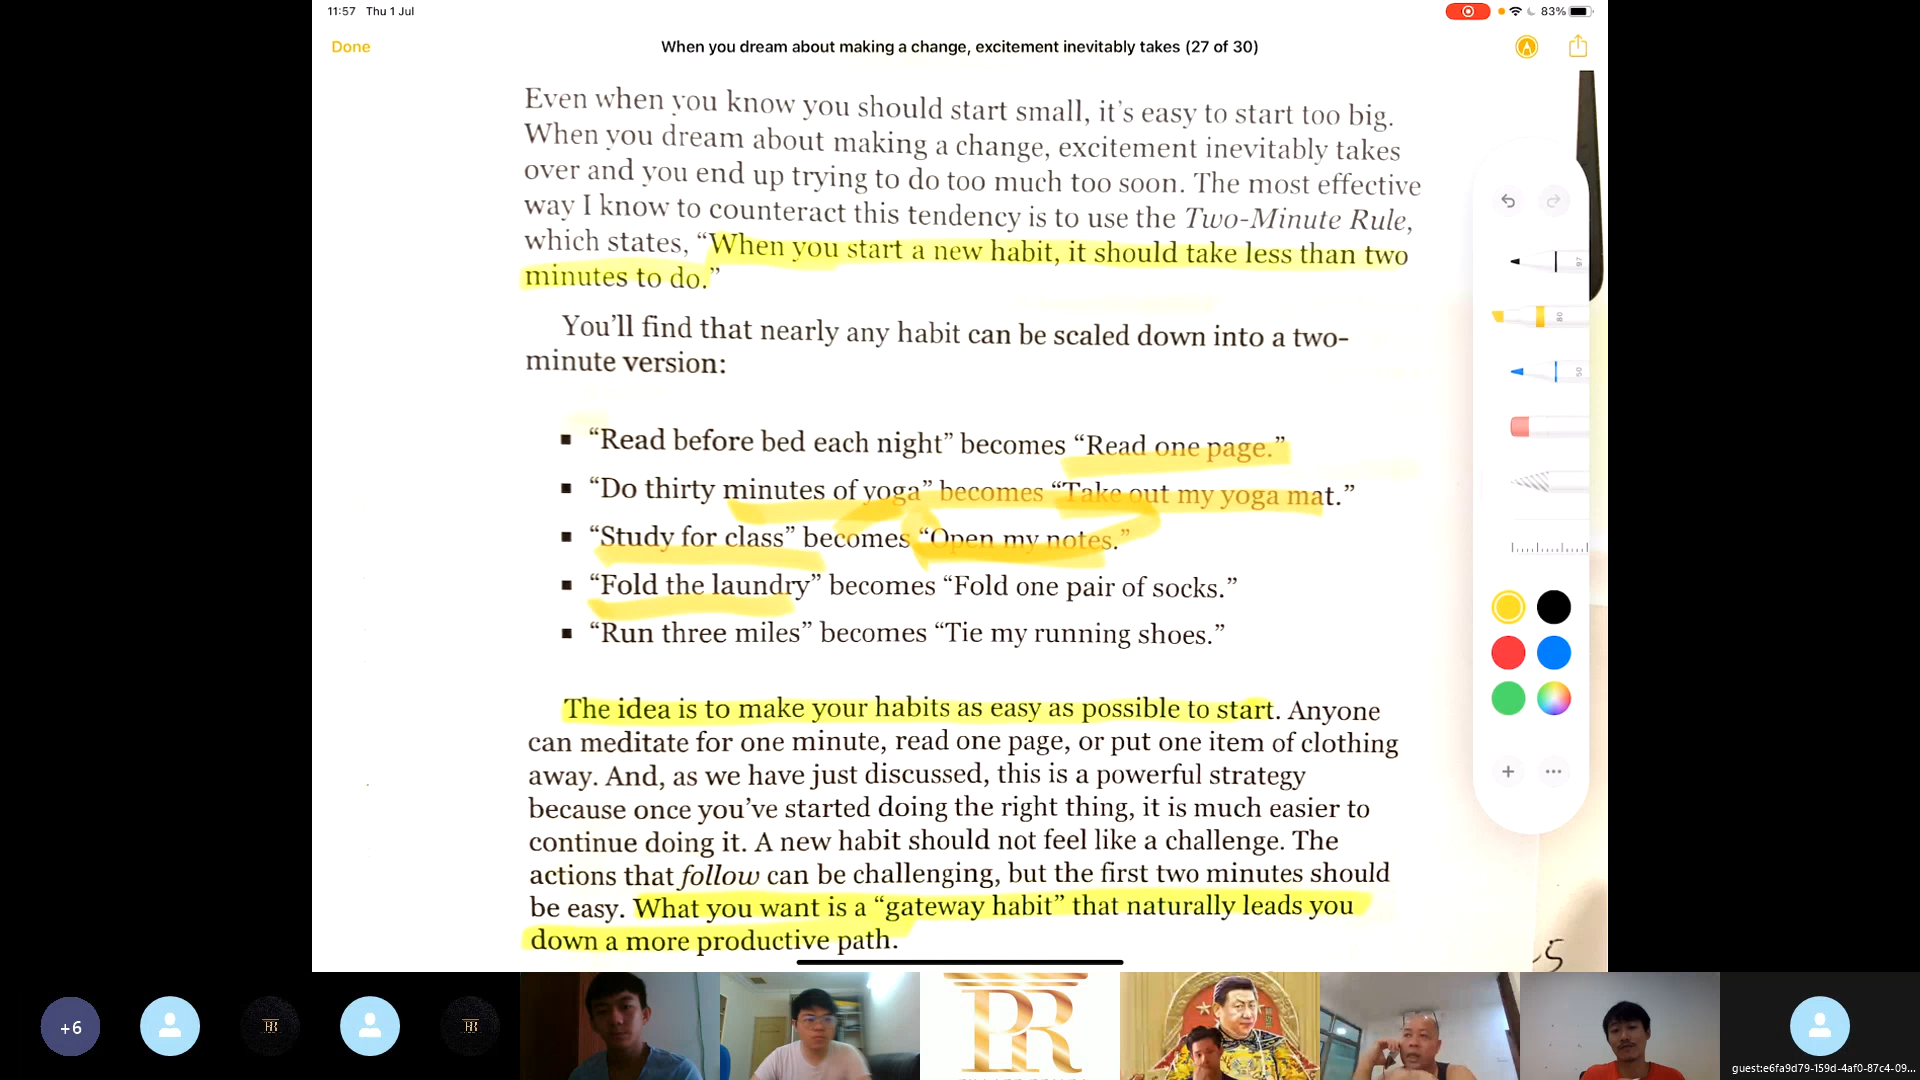 11:57 Thu 1 Jul
83%
Done
When you dream about making a change, excitement inevitably takes (27 of 30)
Even when you know you should start small, it's easy to start too big.
When you dream about making a change, excitement inevitably takes
over and you end up trying to do too much too soon. The most effective
way I know to counteract this tendency is to use the Two-Minute Rule,
which states, “When you start a new habit, it should take less than two
minutes to do.”
You'll find that nearly any habit can be scaled down into a two-
minute version:
▪ “Read before bed each night” becomes “Read one page.”
▪ “Do thirty minutes of yoga” becomes “Take out my yoga mat.”
▪ “Study for class” becomes “Open my notes.”
▪ “Fold the laundry” becomes “Fold one pair of socks.”
▪ “Run three miles” becomes “Tie my running shoes.”
The idea is to make your habits as easy as possible to start. Anyone
can meditate for one minute, read one page, or put one item of clothing
away. And, as we have just discussed, this is a powerful strategy
because once you've started doing the right thing, it is much easier to
continue doing it. A new habit should not feel like a challenge. The
actions that follow can be challenging, but the first two minutes should
be easy. What you want is a “gateway habit” that naturally leads you
down a more productive path.
97
80
50
5
+6
PR
guest:e6fa9d79-159d-4af0-87c4-09...